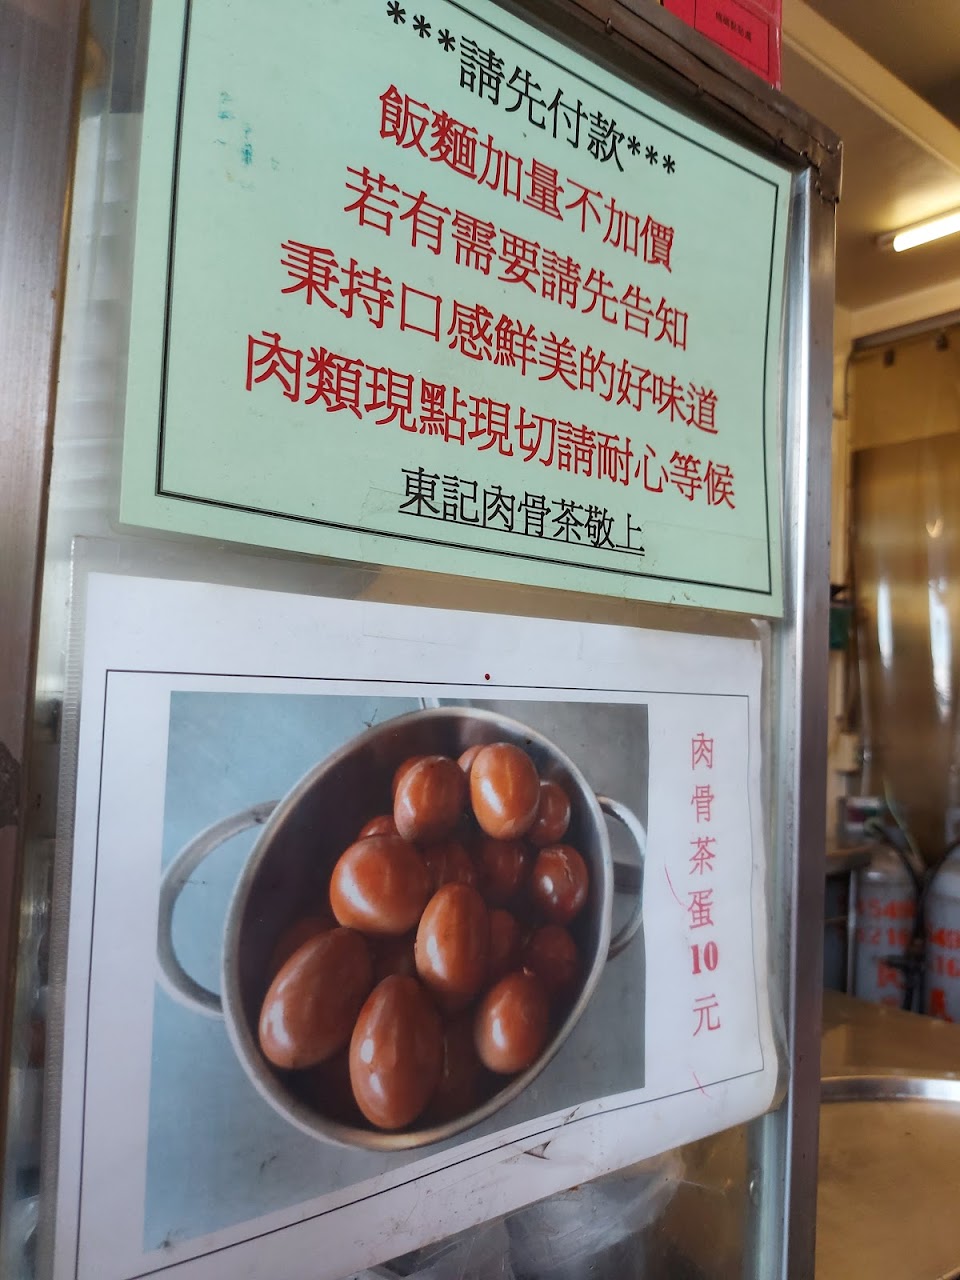 ***請先付款***
飯麵加量不加價
若有需要請先告知
秉持口感鮮美的好味道
肉類現點現切請耐心等候
東記肉骨茶敬上
肉骨茶蛋10元